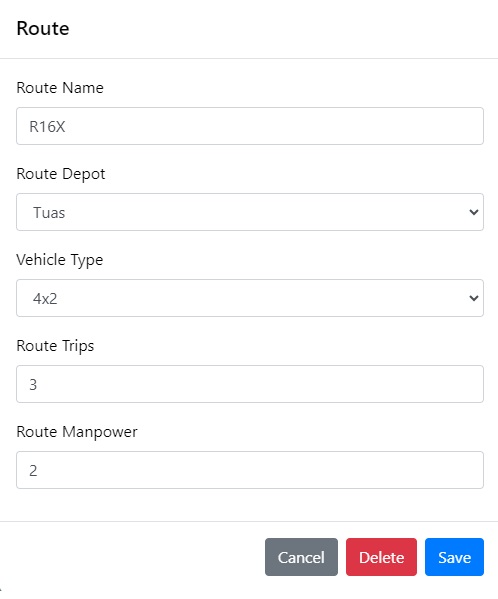 Route
Route Name
R16X
Route Depot
Tuas
Vehicle Type
4x2
Route Trips
3
Route Manpower
2
Cancel Delete Save